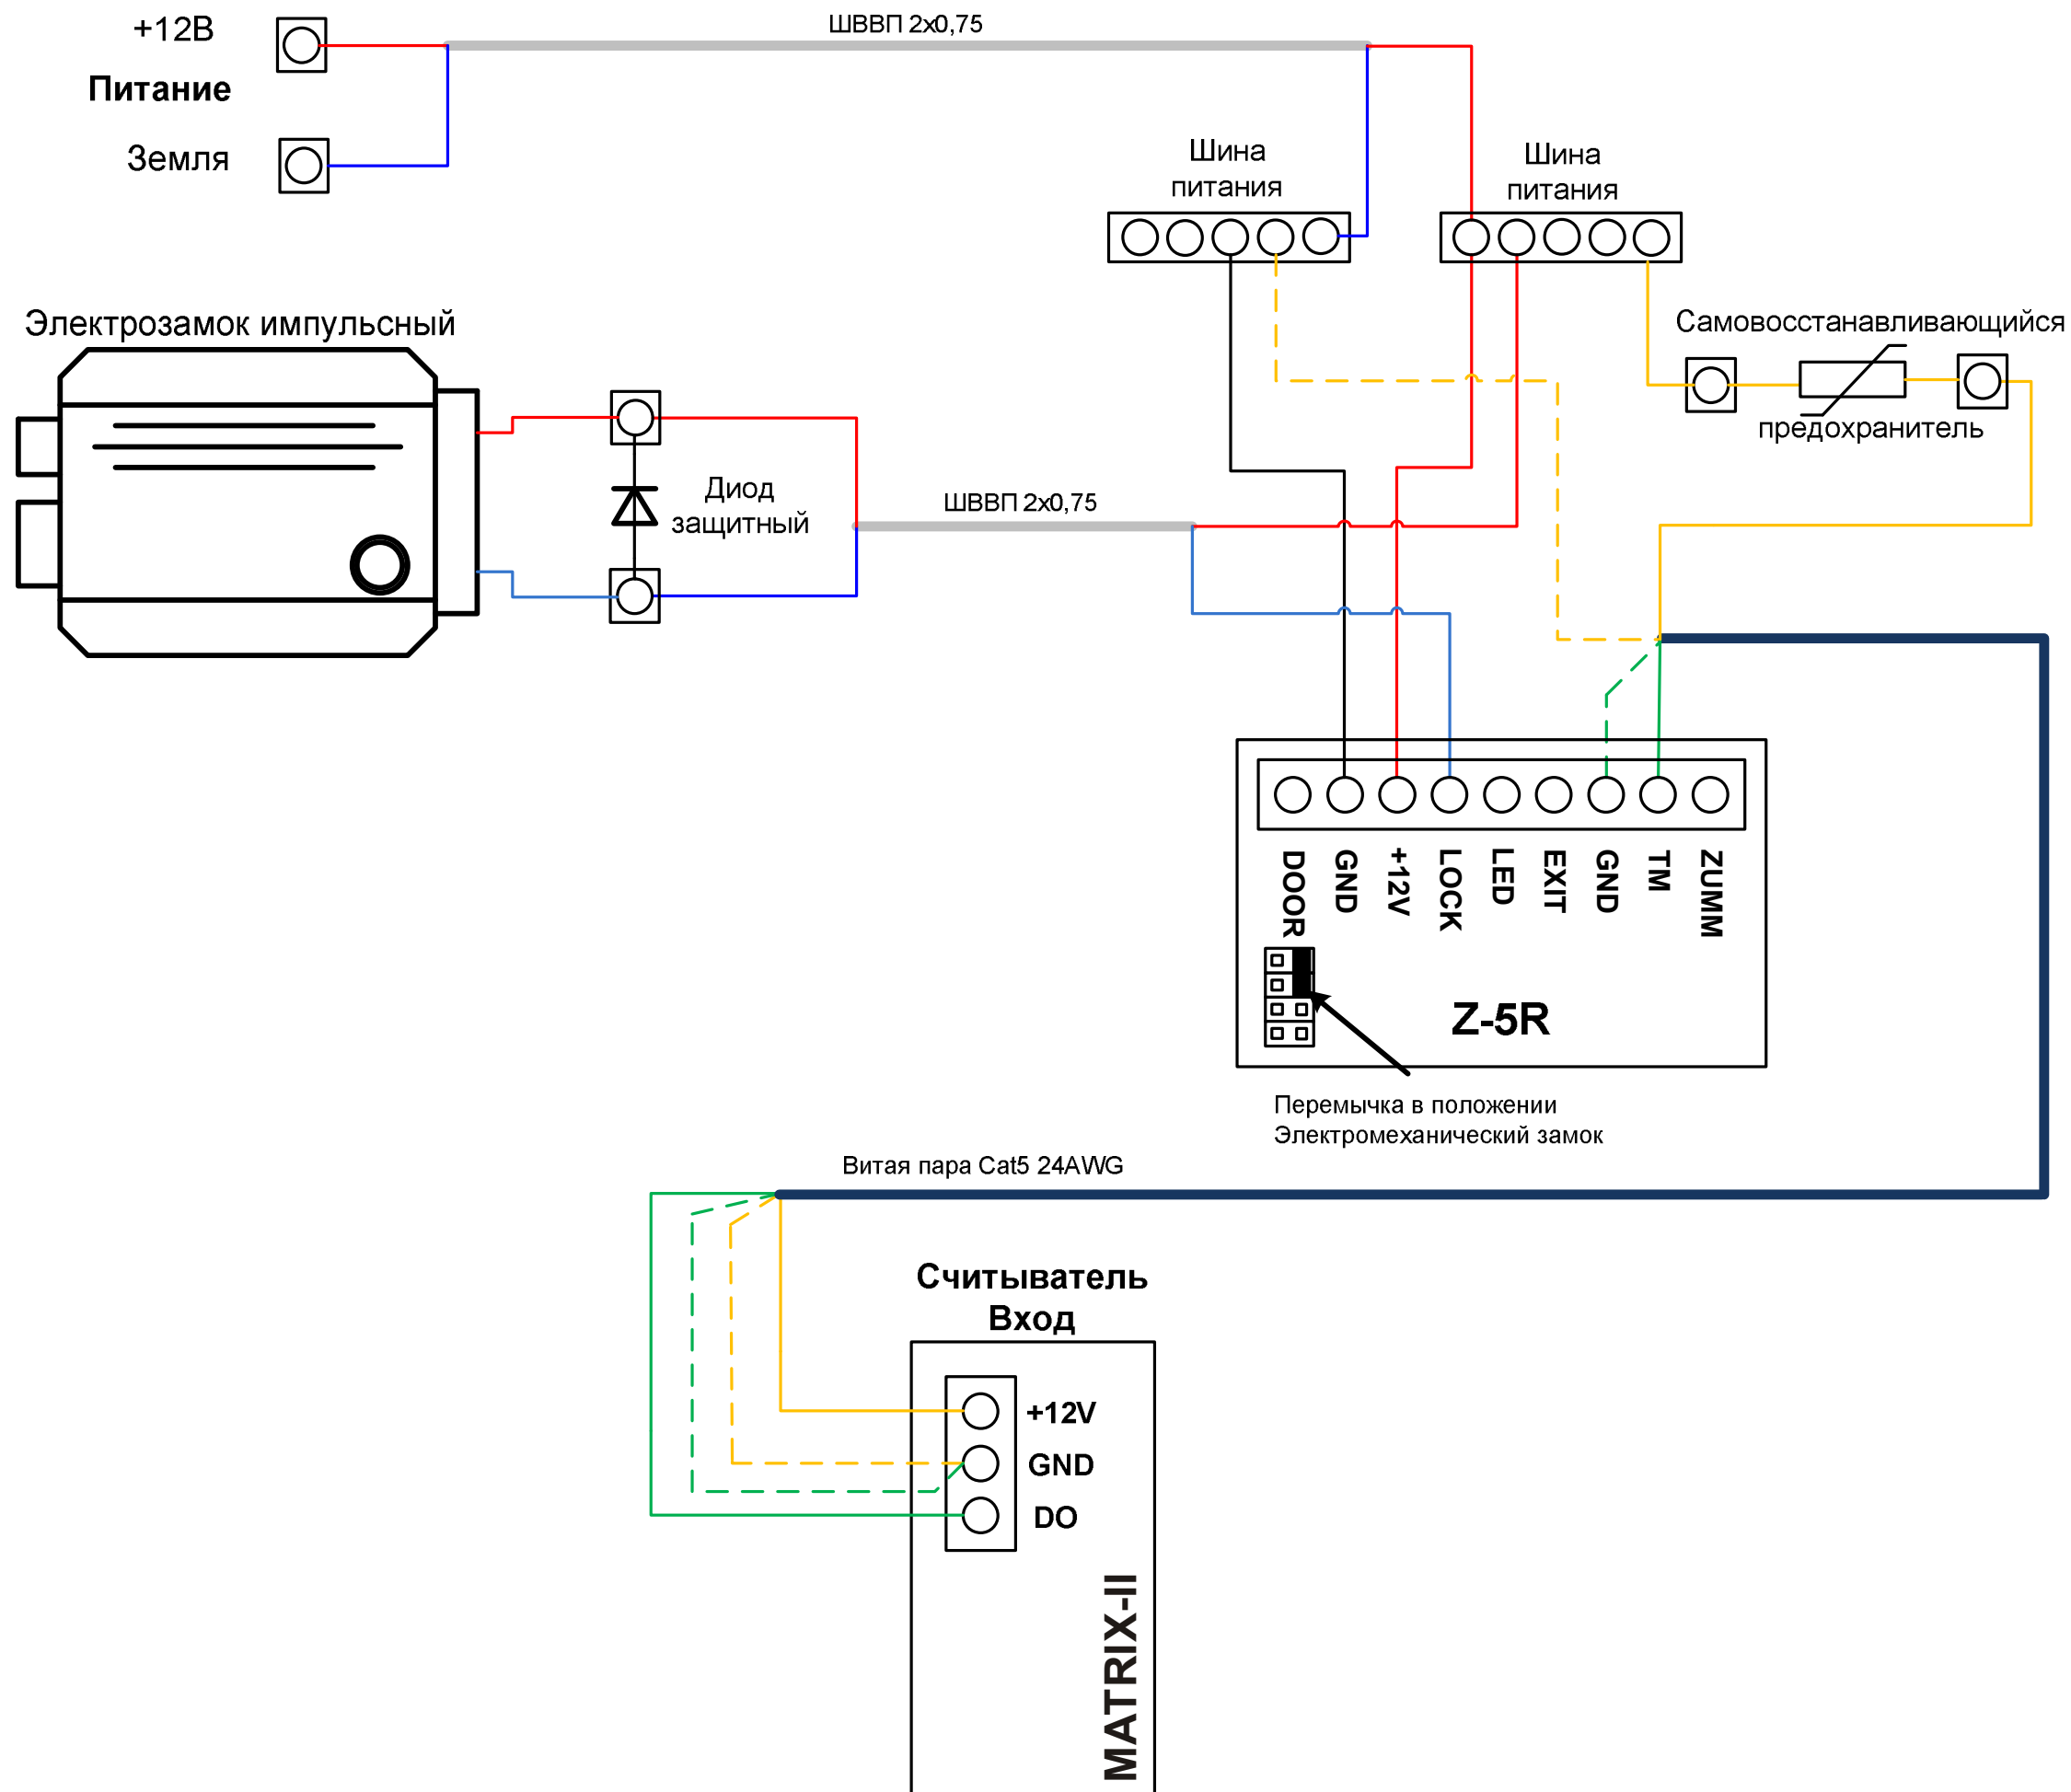 +12В
Питание
Земля
ШВВП 2х0,75
Шина
питания
Шина
питания
Электрозамок импульсный
Самовосстанавливающийся
предохранитель
Диод
защитный
ШВВП 2х0,75
DOOR
GND
+12V
LOCK
LED
EXIT
GND
TM
ZUMM
Z-5R
Перемычка в положении
Электромеханический замок
Витая пара Cat5 24AWG
Считыватель
Вход
+12V
GND
DO
MATRIX-II